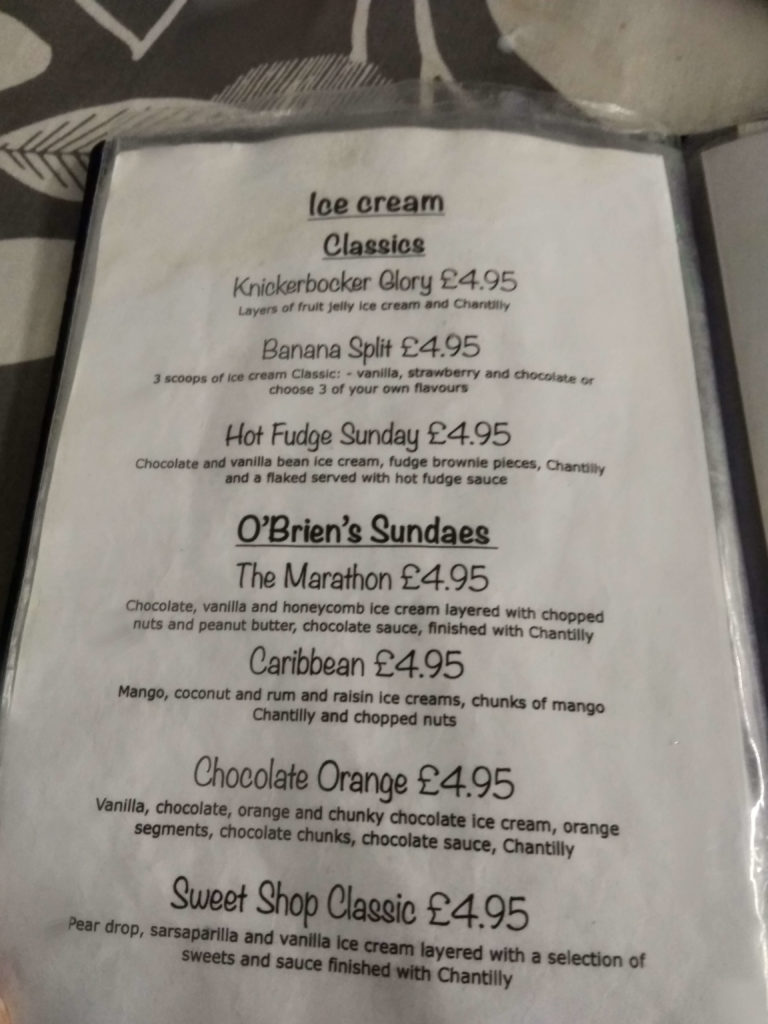 Ice cream
Classics
Knickerbocker Glory £4.95
Layers of fruit jelly ice cream and Chantilly
Banana Split £4.95
3 scoops of ice cream Classic: - vanilla, strawberry and chocolate or
choose 3 of your own flavours
Hot Fudge Sunday £4.95
Chocolate and vanilla bean ice cream, fudge brownie pieces, Chantilly
and a flaked served with hot fudge sauce
O'Brien's Sundaes
The Marathon £4.95
Chocolate, vanilla and honeycomb ice cream layered with chopped
nuts and peanut butter, chocolate sauce, finished with Chantilly
Caribbean £4.95
Mango, coconut and rum and raisin ice creams, chunks of mango
Chantilly and chopped nuts
Chocolate Orange £4.95
Vanilla, chocolate, orange and chunky chocolate ice cream, orange
segments, chocolate chunks, chocolate sauce, Chantilly
Sweet Shop Classic £4.95
Pear drop, sarsaparilla and vanilla ice cream layered with a selection of
sweets and sauce finished with Chantilly